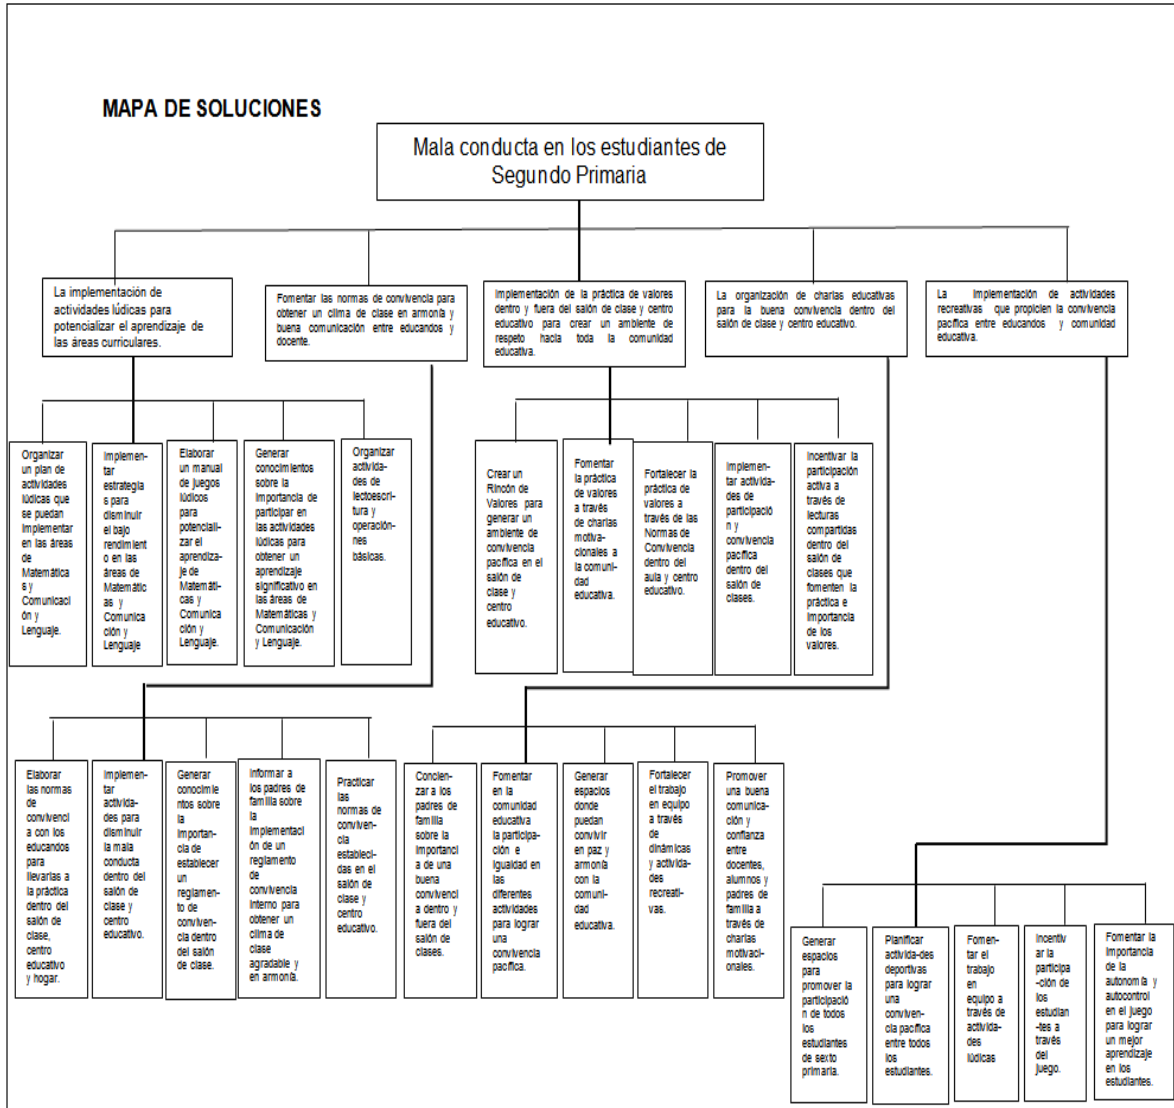 MAPA DE SOLUCIONES
Mala conducta en los estudiantes de
Segundo Primaria
La implementación de
actividades lúdicas para
potencializar el aprendizaje de
las áreas curriculares.
Fomentar las normas de convivencia para
obtener un clima de clase en armonía y
buena comunicación entre educandos y
docente.
Implementación de la práctica de valores
dentro y fuera del salón de clase y centro
educativo para crear un ambiente de
respeto hacia toda la comunidad
educativa.
La organización de charlas educativas
para la buena convivencia dentro del
salón de clase y centro educativo.
La Implementación de actividades
recreativas que propicien la convivencia
pacífica entre educandos y comunidad
educativa.
Organizar
un plan de
actividades
lúdicas que
se puedan
implementar
en las áreas
de
Matemática
s y
Comunicaci
ón y
Lenguaje.
Implemen-
tar
estrategia
s para
disminuir
el bajo
rendimient
o en las
áreas de
Matemátic
as y
Comunica
ción y
Lenguaje
Elaborar
un manual
de juegos
lúdicos
para
potenciali-
zar el
aprendiza-
je de
Matemá-
ticas y
Comunica-
ción y
Lenguaje.
Generar
conocimientos
sobre la
importancia de
participar en
las actividades
lúdicas para
obtener un
aprendizaje
significativo en
las áreas de
Matemáticas y
Comunicación
y Lenguaje.
Organizar
activida-
des de
lectoescri-
tura y
operación-
nes
básicas.
Crear un
Rincón de
Valores para
generar un
ambiente de
convivencia
pacífica en el
salón de
clase y
centro
educativo.
Fomentar
la práctica
de valores
a través
de charlas
motiva-
cionales a
la comuni-
dad
educativa.
Fortalecer la
práctica de
valores a
través de las
Normas de
Convivencia
dentro del
aula y centro
educativo.
Implemen-
tar activida-
des de
participació
n y
convivencia
pacífica
dentro del
salón de
clases.
Incentivar la
participación
activa a
través de
lecturas
compartidas
dentro del
salón de
clases que
fomenten la
práctica e
importancia
de los
valores.
Elaborar
las normas
de
convivenci
a con los
educandos
para
llevarlas a
la práctica
dentro del
salón de
clase,
centro
educativo
y hogar.
Implemen-
tar
activida-
des para
disminuir
la mala
conducta
dentro del
salón de
clase y
centro
educativo.
Generar
conocimie
ntos sobre
la
importan-
cia de
establecer
un
reglamen-
to de
conviven-
cia dentro
del salón
de clase.
Informar a
los padres de
familia sobre
la
implementaci
ón de un
reglamento
de
convivencia
interno para
obtener un
clima de
clase
agradable y
en armonía.
Practicar
las
normas de
conviven-
cia
estableci-
das en el
salón de
clase y
centro
educativo.
Concien-
zar a los
padres de
familia
sobre la
importanci
a de una
buena
convivenci
a dentro y
fuera del
salón de
clases.
Fomentar
en la
comunidad
educativa
la participa-
ción e
igualdad en
las
diferentes
actividades
para lograr
una
convivencia
pacífica.
Generar
espacios
donde
puedan
convivir
en paz y
armonía
con la
comuni-
dad
educativa.
Fortalecer
el trabajo
en equipo
a través
de
dinámicas
y activida-
des
recreati-
vas.
Promover
una buena
comunica-
ción y
confianza
entre
docentes,
alumnos y
padres de
familia a
través de
charlas
motivaci-
onales.
Generar
espacios
para
promover la
participació
n de todos
los
estudiantes
de sexto
primaria.
Planificar
activida-des
deportivas
para lograr
una
conviven-
cia pacífica
entre todos
los
estudiantes.
Fomen-
tar el
trabajo
en
equipo a
través de
activida-
des
lúdicas
Incentiv
ar la
participa
-ción de
los
estudian
-tes a
través
del
juego.
Fomentar la
importancia
de la
autonomía y
autocontrol
en el juego
para lograr
un mejor
aprendizaje
en los
estudiantes.